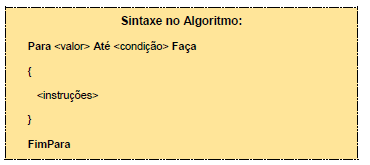 Sintaxe no Algoritmo:
Para <valor> Até <condição> Faça
{
<instruções>
}
FimPara